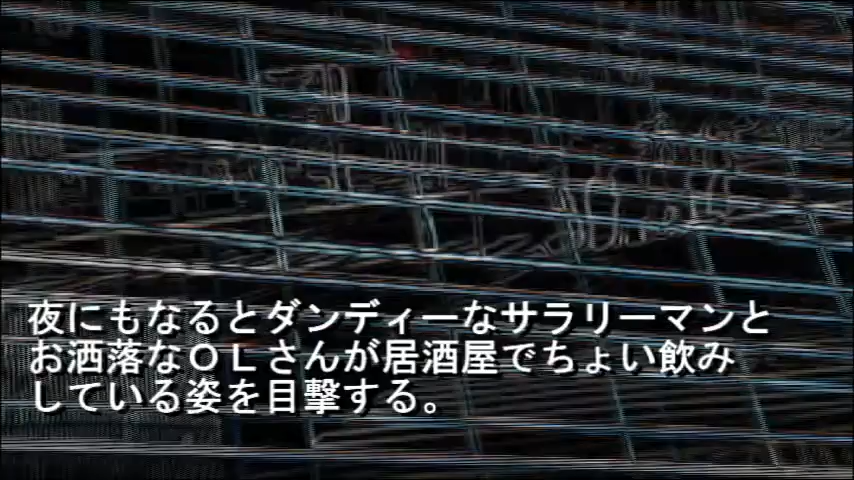 夜にもなるとダンディーなサラリーマンと
お洒落なＯＬさんが居酒屋でちょい飲み
している姿を目撃する。